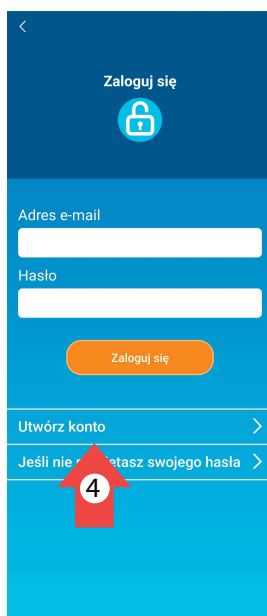 Zaloguj się
Adres e-mail
Hasło
Zaloguj się
Utwórz konto
Jeśli nie swojego hasła
4